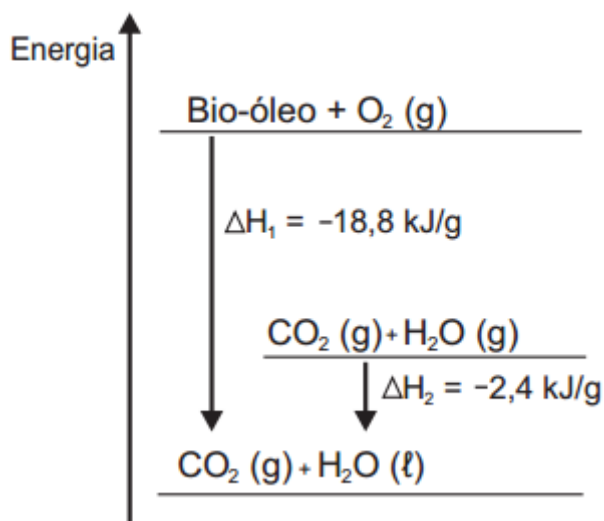 Energia
Bio-óleo + O₂ (g)
ΔH₁ = −18,8 kJ/g
CO₂ (g) + H₂O (g)
ΔH₂ = −2,4 kJ/g
CO₂ (g) + H₂O (ℓ)